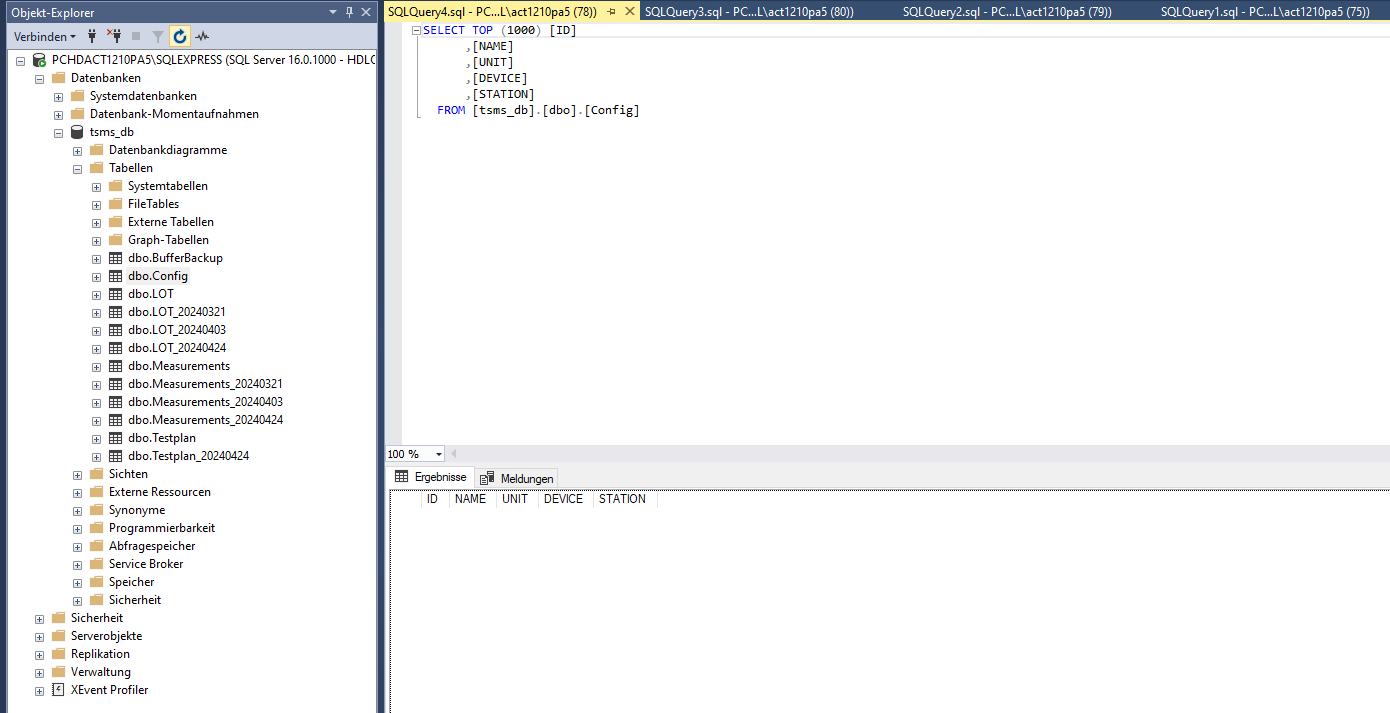 Objekt-Explorer
Verbinden
PCHDACT1210PA5\SQLEXPRESS (SQL Server 16.0.1000 - HDLC
Datenbanken
Systemdatenbanken
Datenbank-Momentaufnahmen
tsms_db
Datenbankdiagramme
Tabellen
Systemtabellen
FileTables
Externe Tabellen
Graph-Tabellen
dbo.BufferBackup
dbo.Config
dbo.LOT
dbo.LOT_20240321
dbo.LOT_20240403
dbo.LOT_20240424
dbo.Measurements
dbo.Measurements_20240321
dbo.Measurements_20240403
dbo.Measurements_20240424
dbo.Testplan
dbo.Testplan_20240424
Sichten
Externe Ressourcen
Synonyme
Programmierbarkeit
Abfragespeicher
Service Broker
Speicher
Sicherheit
Sicherheit
Serverobjekte
Replikation
Verwaltung
XEvent Profiler
SQLQuery4.sql - PC...L\act1210pa5 (78)) SQLQuery3.sql - PC...L\act1210pa5 (80)) SQLQuery2.sql - PC...L\act1210pa5 (79)) SQLQuery1.sql - PC...L\act1210pa5 (75))
SELECT TOP (1000) [ID]
,[NAME]
,[UNIT]
,[DEVICE]
,[STATION]
FROM [tsms_db].[dbo].[Config]
100 %
Ergebnisse Meldungen
ID NAME UNIT DEVICE STATION